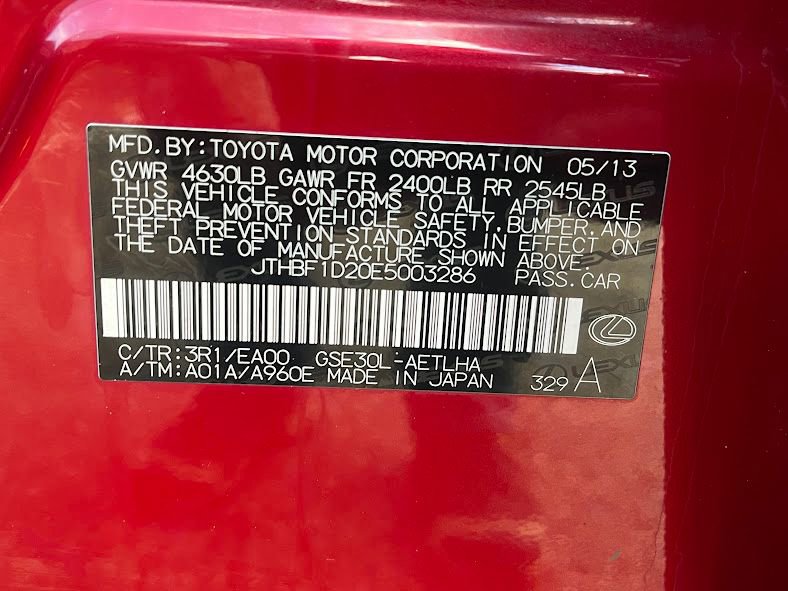 MFD.BY:TOYOTA MOTOR CORPORATION 05/13
GVWR 4630LB GAWR FR 2400LB RR 2545LB
THIS VEHICLE CONFORMS TO ALL APPLICABLE
FEDERAL MOTOR VEHICLE SAFETY,BUMPER,AND
THEFT PREVENTION STANDARDS IN EFFECT ON
THE DATE OF MANUFACTURE SHOWN ABOVE.
JTHBF1D20E5003286 PASS.CAR
C/TR:3R1/EA00 GSE30L-AETLHA
A/TM:A01A/A960E MADE IN JAPAN 329 A